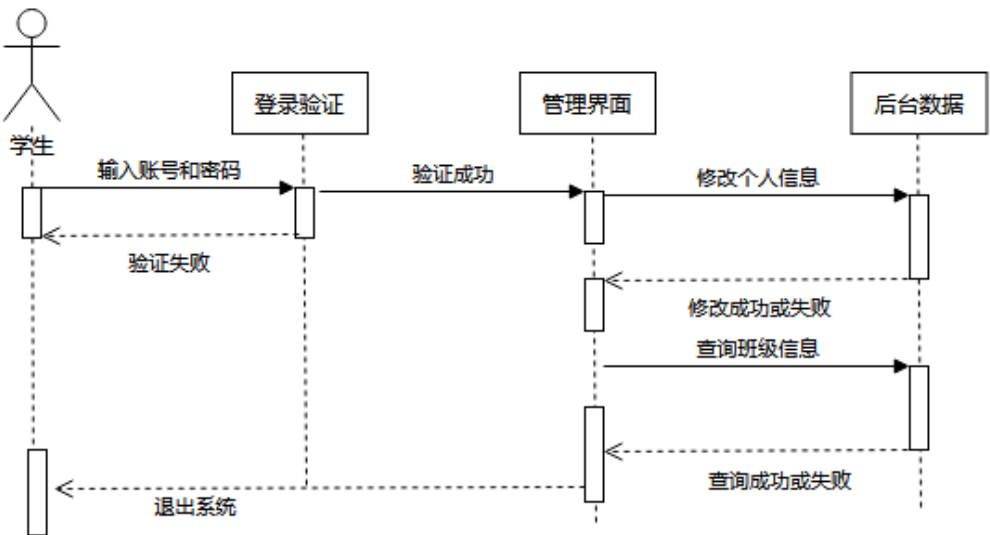 登录验证
管理界面
后台数据
学生
输入账号和密码
验证成功
修改个人信息
验证失败
修改成功或失败
查询班级信息
查询成功或失败
退出系统